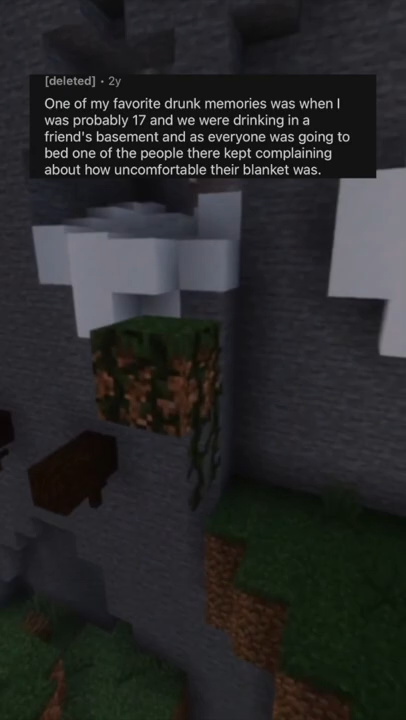 [deleted] • 2y
One of my favorite drunk memories was when I
was probably 17 and we were drinking in a
friend's basement and as everyone was going to
bed one of the people there kept complaining
about how uncomfortable their blanket was.